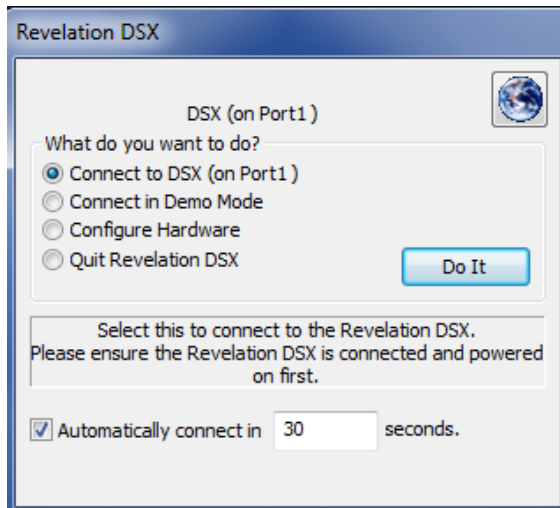 Revelation DSX
DSX (on Port1)
What do you want to do?
Connect to DSX (on Port1)
Connect in Demo Mode
Configure Hardware
Quit Revelation DSX
Do It
Select this to connect to the Revelation DSX.
Please ensure the Revelation DSX is connected and powered
on first.
Automatically connect in 30 seconds.